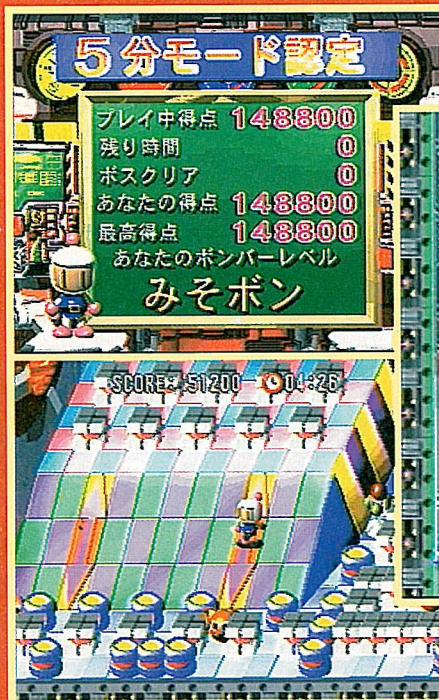 5分モード認定
プレイ中得点 148800
残り時間 0
ボスクリア 0
あなたの得点 148800
最高得点 148800
あなたのボンバーレベル
みそボン
SCORE: 51200 04:26